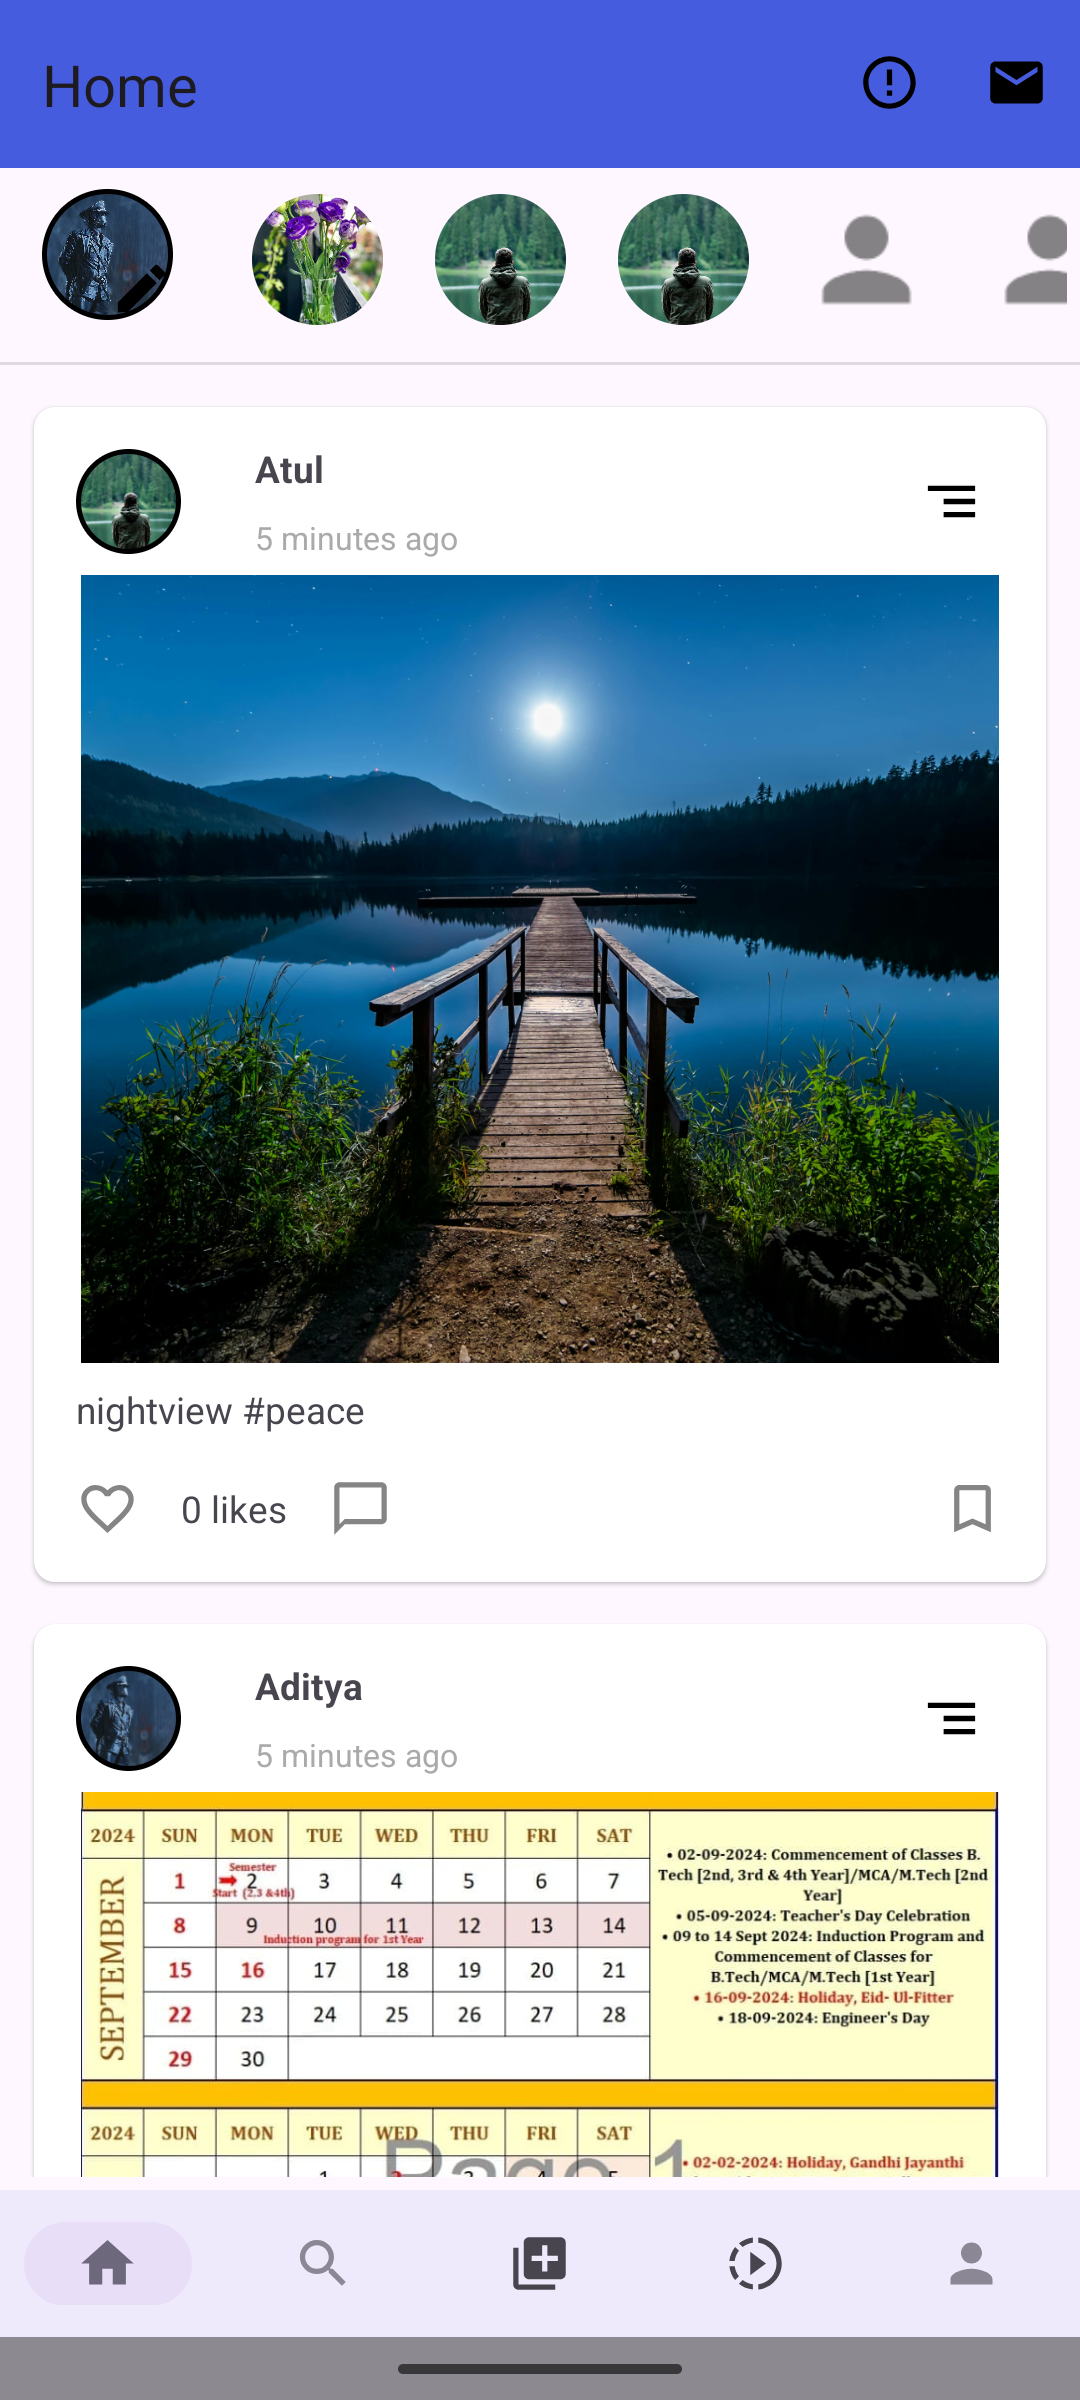 Home
Atul
5 minutes ago
nightview #peace
0 likes
Aditya
5 minutes ago
2024 SUN MON TUE WED THU FRI SAT
SEPTEMBER
Semester
1 2 3 4 5 6 7
Start (2,3 &4th)
8 9 10 11 12 13 14
Induction program for 1st Year
15 16 17 18 19 20 21
22 23 24 25 26 27 28
29 30
• 02-09-2024: Commencement of Classes B.
Tech [2nd, 3rd & 4th Year]/MCA/M.Tech [2nd
Year]
• 05-09-2024: Teacher's Day Celebration
• 09 to 14 Sept 2024: Induction Program and
Commencement of Classes for
B.Tech/MCA/M.Tech [1st Year]
• 16-09-2024: Holiday, Eid- Ul-Fitter
• 18-09-2024: Engineer's Day
2024 SUN MON TUE WED THU FRI SAT
Page 1
• 02-02-2024: Holiday, Gandhi Jayanthi